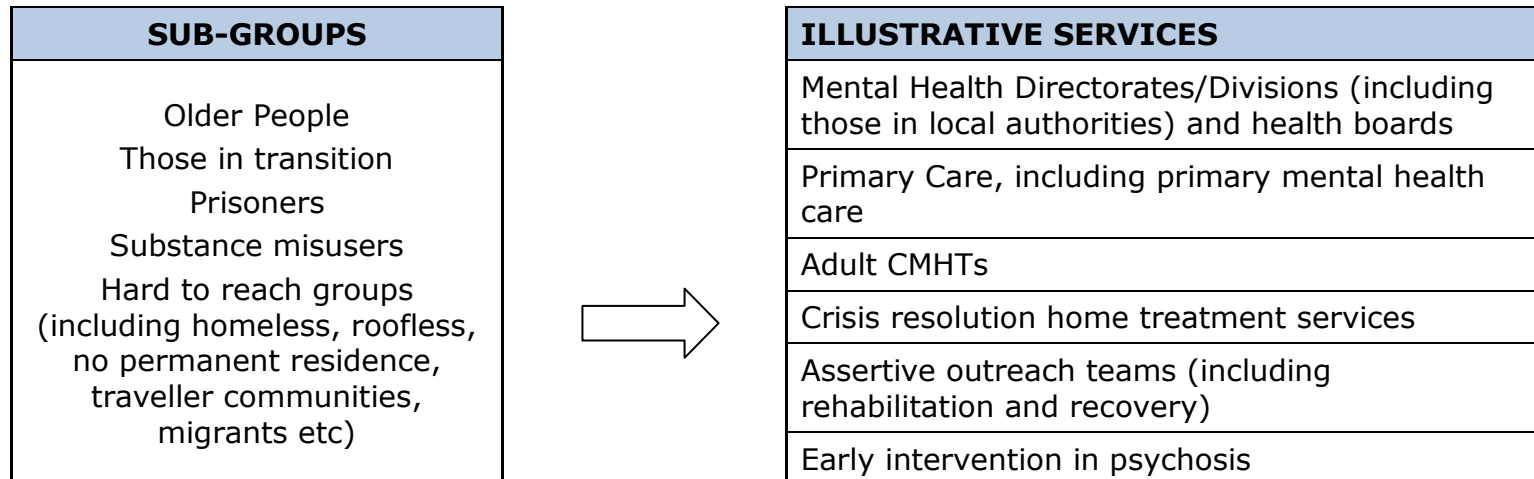 SUB-GROUPS
Older People
Those in transition
Prisoners
Substance misusers
Hard to reach groups
(including homeless, roofless,
no permanent residence,
traveller communities,
migrants etc)
ILLUSTRATIVE SERVICES
Mental Health Directorates/Divisions (including
those in local authorities) and health boards
Primary Care, including primary mental health
care
Adult CMHTs
Crisis resolution home treatment services
Assertive outreach teams (including
rehabilitation and recovery)
Early intervention in psychosis